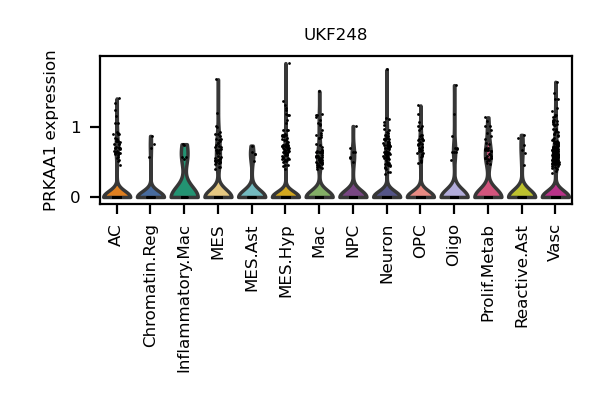 UKF248
PRKAA1 expression
1
0
AC
Chromatin.Reg
Inflammatory.Mac
MES
MES.Ast
MES.Hyp
Mac
NPC
Neuron
OPC
Oligo
Prolif.Metab
Reactive.Ast
Vasc